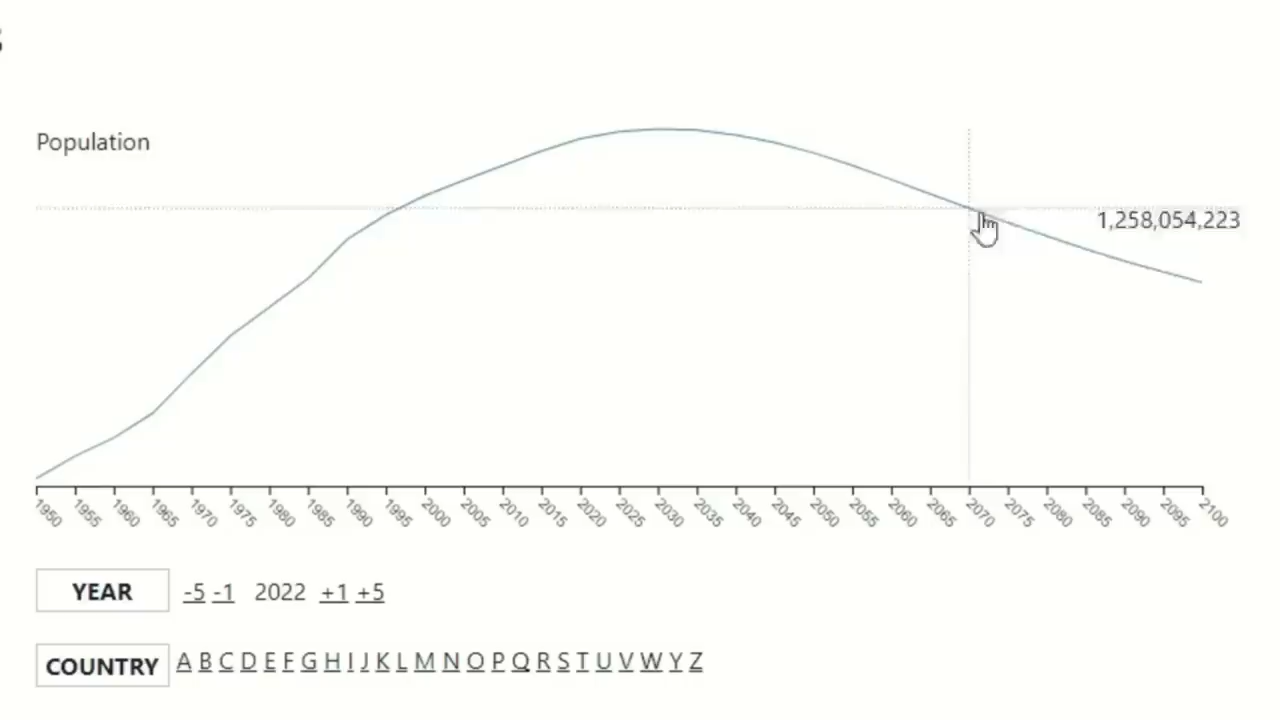 Population
1,258,054,223
1950 1955 1960 1965 1970 1975 1980 1985 1990 1995 2000 2005 2010 2015 2020 2025 2030 2035 2040 2045 2050 2055 2060 2065 2070 2075 2080 2085 2090 2095 2100
YEAR -5 -1 2022 +1 +5
COUNTRY A B C D E F G H I J K L M N O P Q R S T U V W Y Z